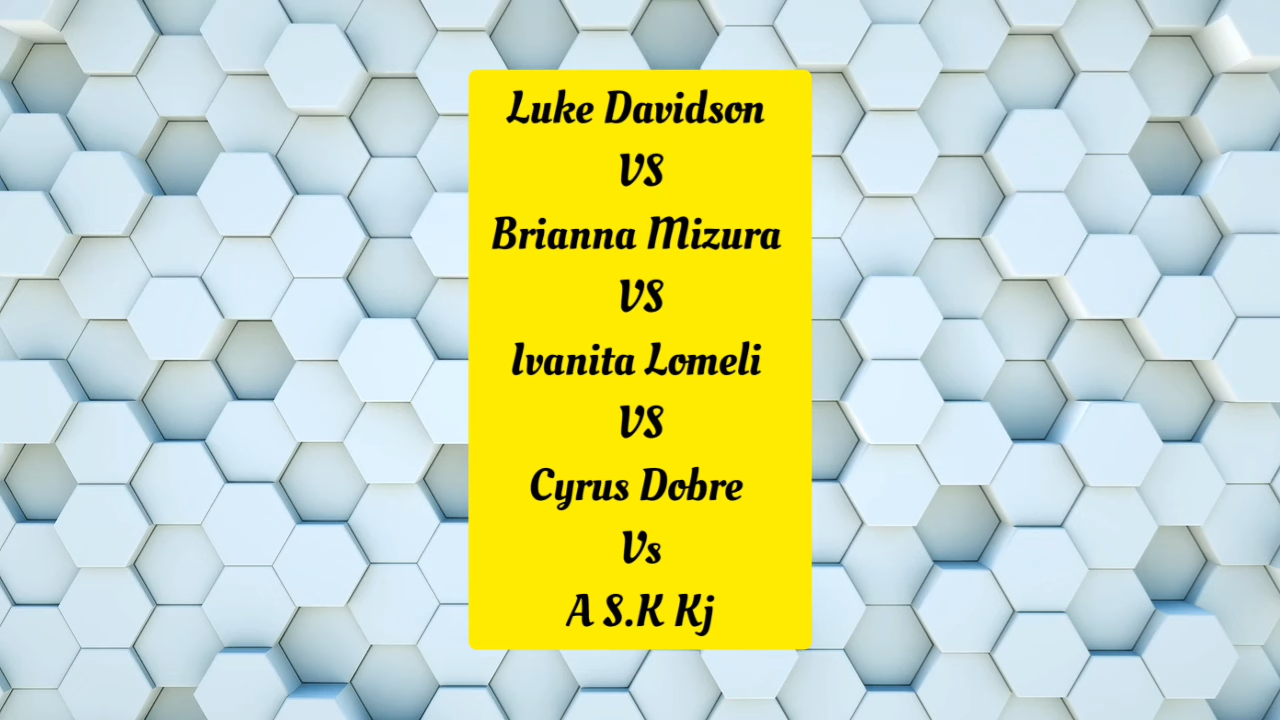 Luke Davidson
VS
Brianna Mizura
VS
Ivanita Lomeli
VS
Cyrus Dobre
Vs
A S.K Kj